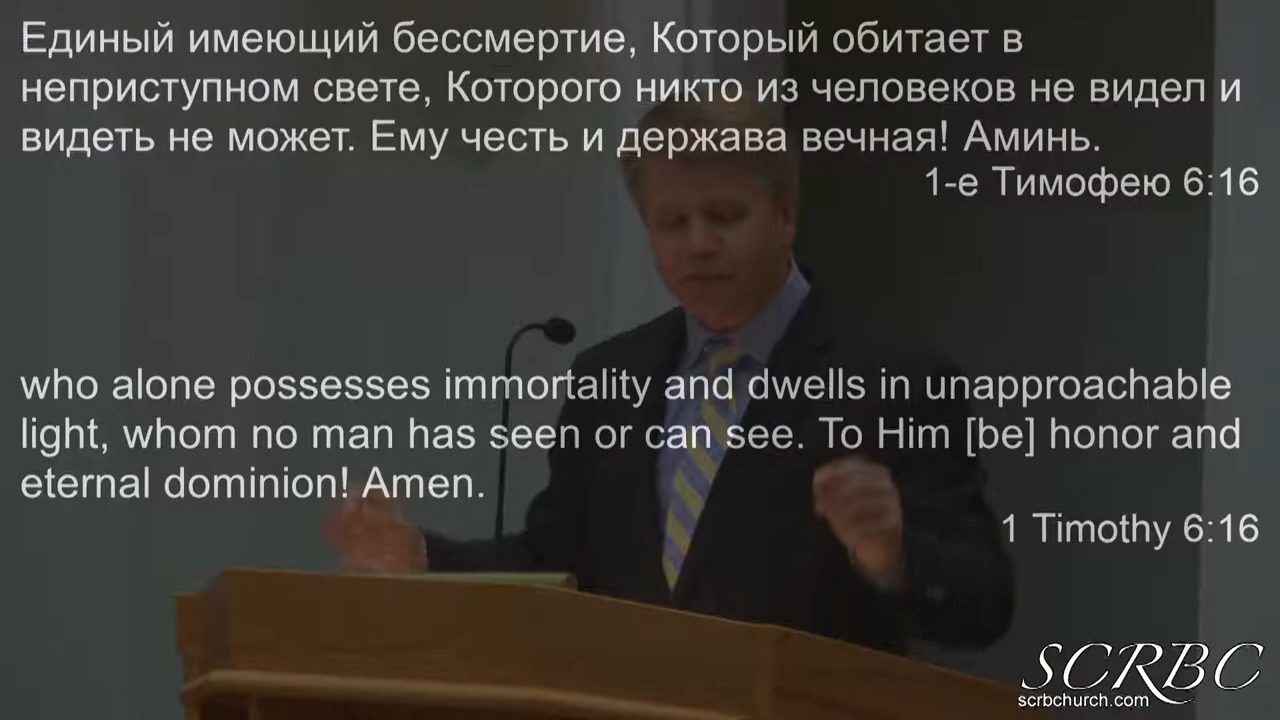 Единый имеющий бессмертие, Который обитает в
неприступном свете, Которого никто из человеков не видел и
видеть не может. Ему честь и держава вечная! Аминь.
1-е Тимофею 6:16
who alone possesses immortality and dwells in unapproachable
light, whom no man has seen or can see. To Him [be] honor and
eternal dominion! Amen.
1 Timothy 6:16
SCRBC
scrbchurch.com